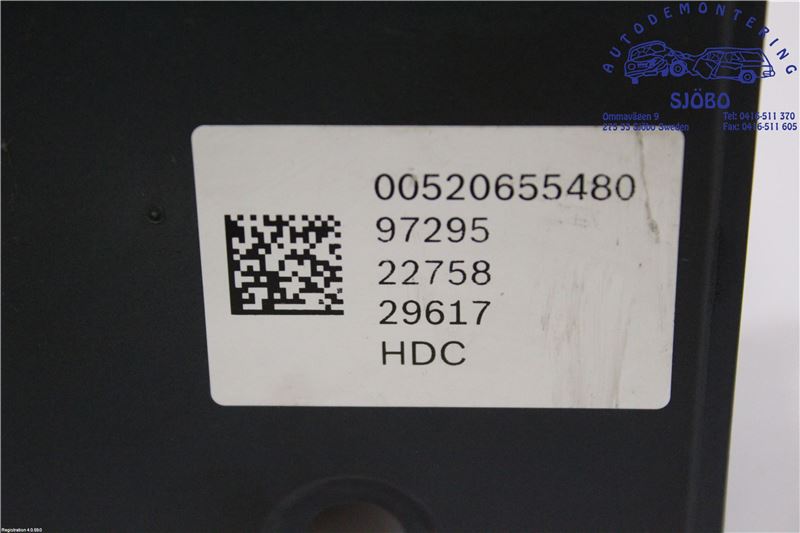 AUTODEMONTERING
SJÖBO
Ommavägen 9 Tel: 0416-511 370
275 33 Sjöbo Sweden Fax: 0416-511 605
00520655480
97295
22758
29617
HDC